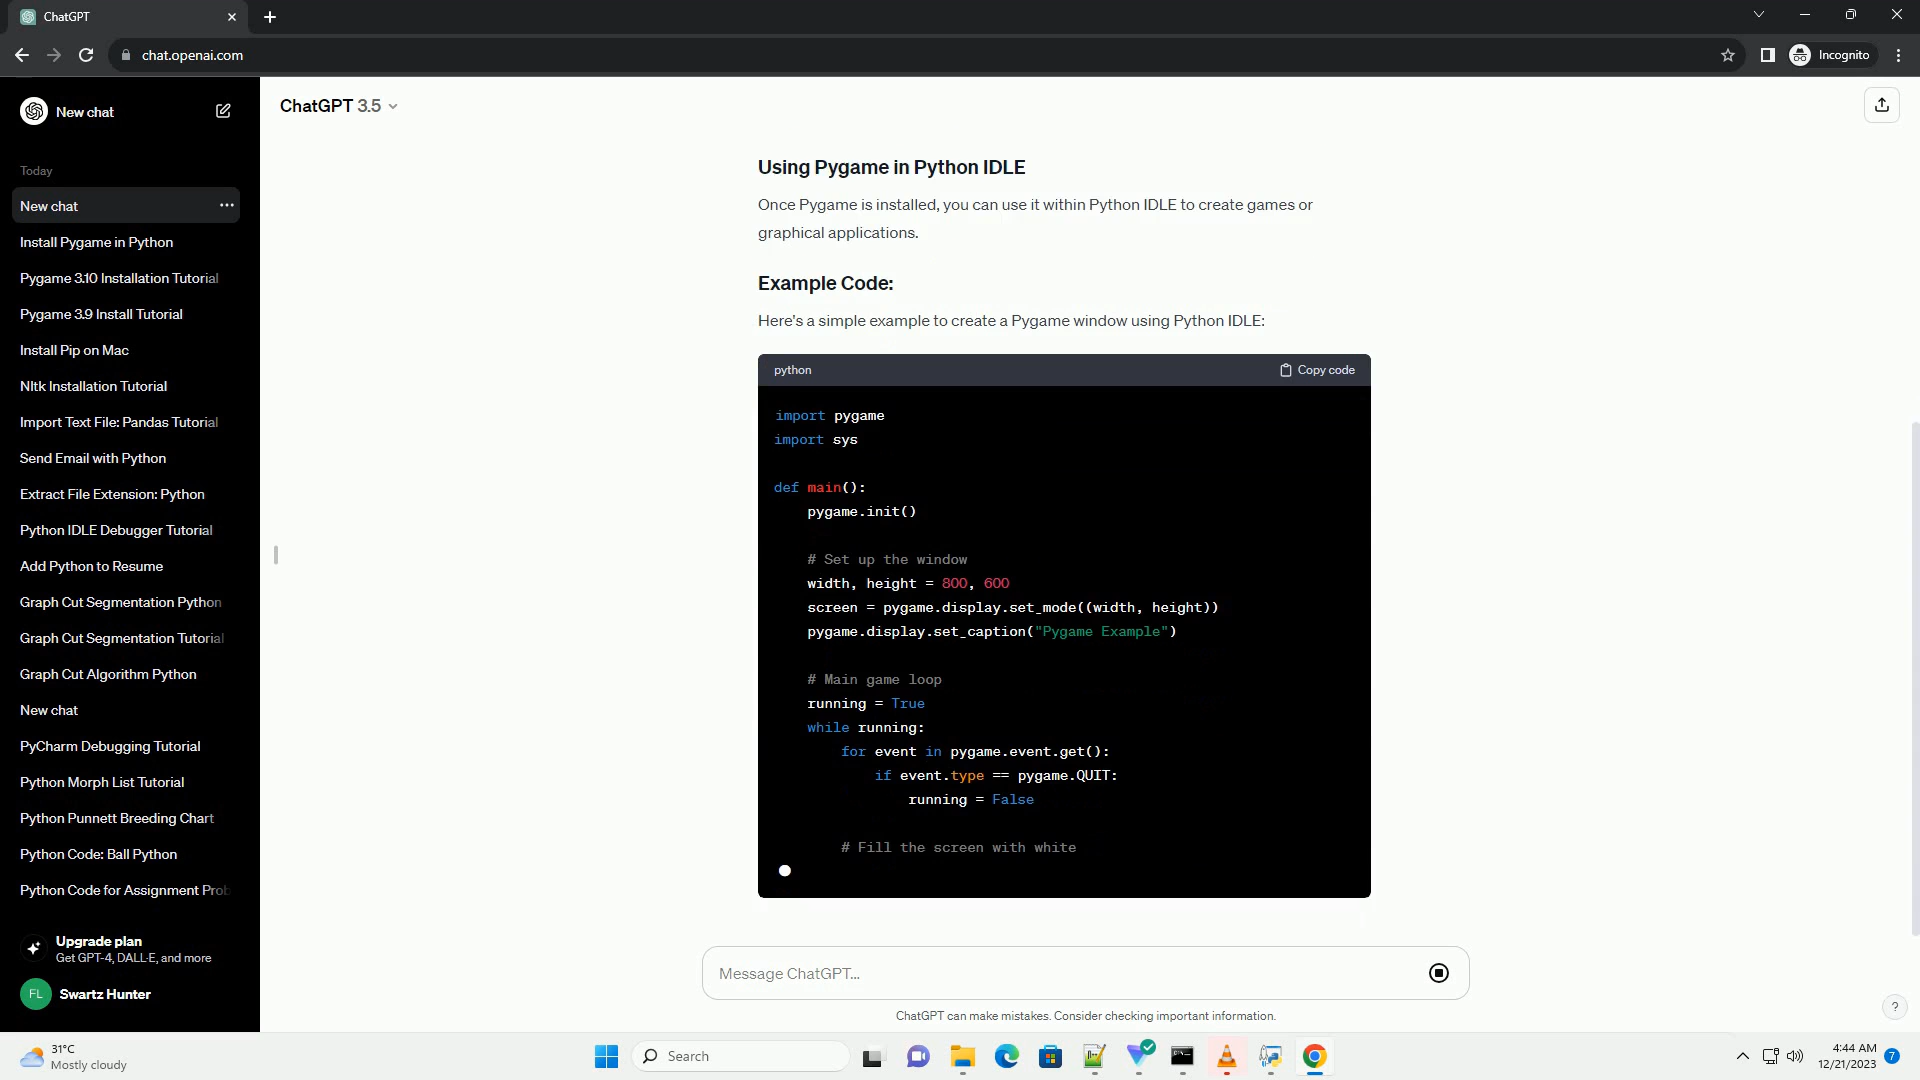 ChatGPT
chat.openai.com
Incognito
New chat
Today
New chat
Install Pygame in Python
Pygame 3.10 Installation Tutorial
Pygame 3.9 Install Tutorial
Install Pip on Mac
Nltk Installation Tutorial
Import Text File: Pandas Tutorial
Send Email with Python
Extract File Extension: Python
Python IDLE Debugger Tutorial
Add Python to Resume
Graph Cut Segmentation Python
Graph Cut Segmentation Tutorial
Graph Cut Algorithm Python
New chat
PyCharm Debugging Tutorial
Python Morph List Tutorial
Python Punnett Breeding Chart
Python Code: Ball Python
Python Code for Assignment Prob
Upgrade plan
Get GPT-4, DALL·E, and more
FL Swartz Hunter
ChatGPT 3.5
Using Pygame in Python IDLE
Once Pygame is installed, you can use it within Python IDLE to create games or
graphical applications.
Example Code:
Here's a simple example to create a Pygame window using Python IDLE:
python Copy code
import pygame
import sys
def main():
pygame.init()
# Set up the window
width, height = 800, 600
screen = pygame.display.set_mode((width, height))
pygame.display.set_caption("Pygame Example")
# Main game loop
running = True
while running:
for event in pygame.event.get():
if event.type == pygame.QUIT:
running = False
# Fill the screen with white
Message ChatGPT...
ChatGPT can make mistakes. Consider checking important information.
?
31°C
Mostly cloudy
Search
4:44 AM
12/21/2023
7